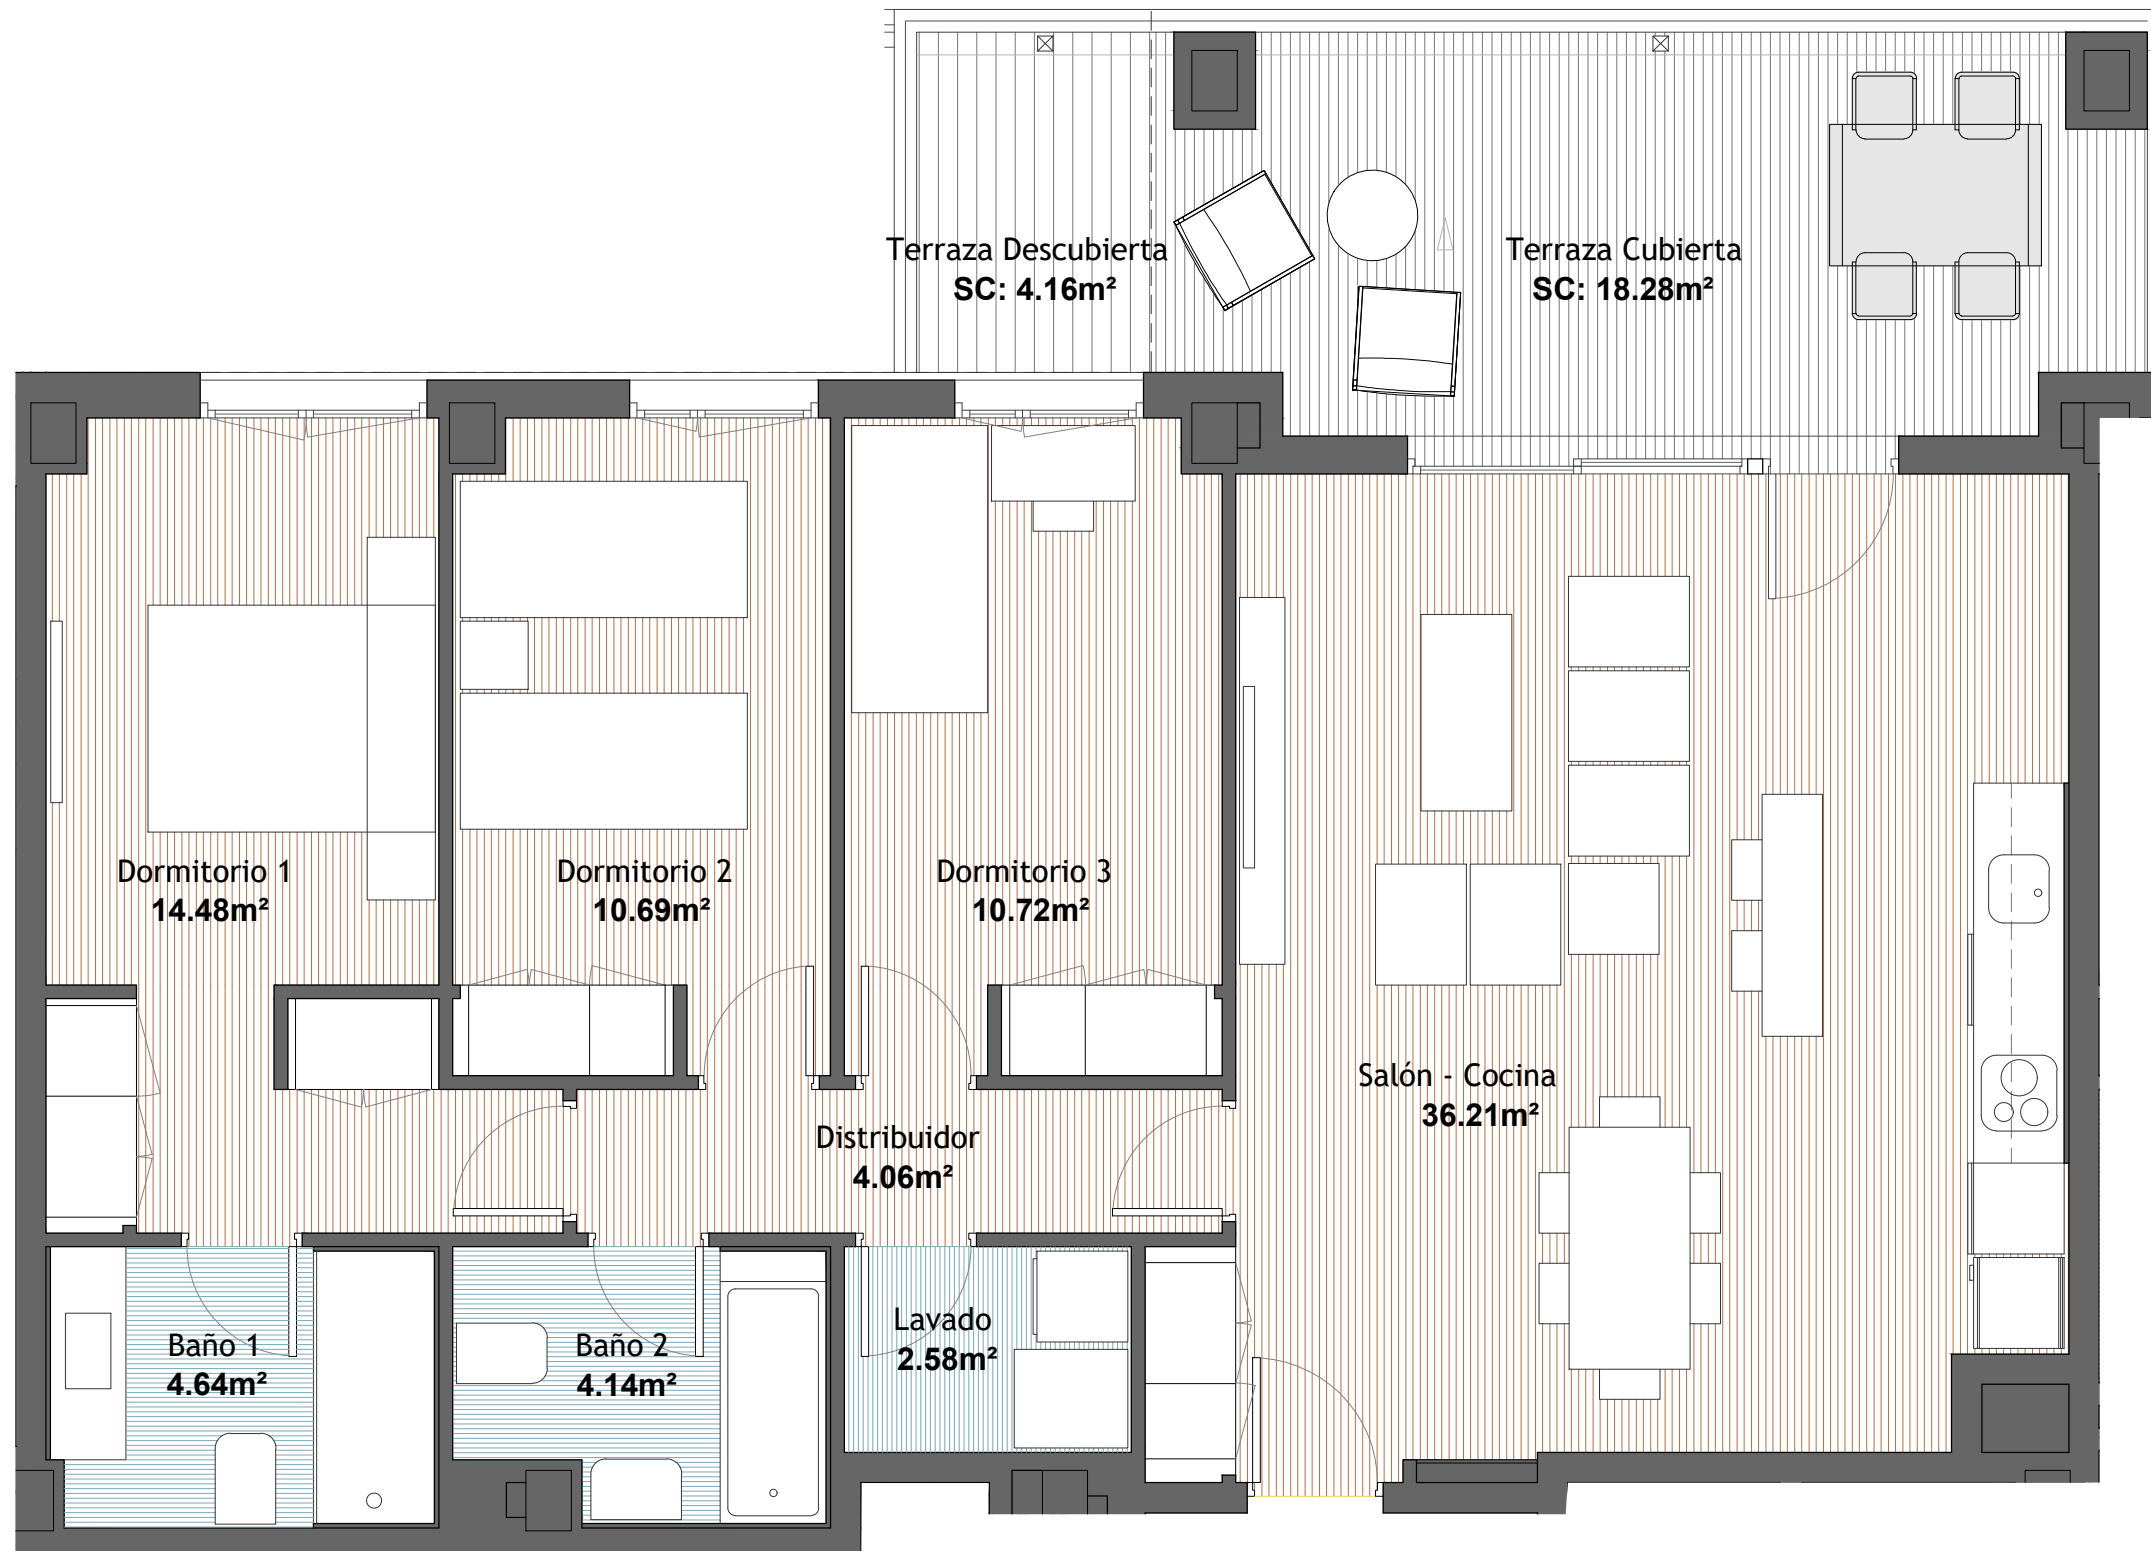 Terraza Descubierta
SC: 4.16m²
Terraza Cubierta
SC: 18.28m²
Dormitorio 1
14.48m²
Dormitorio 2
10.69m²
Dormitorio 3
10.72m²
Salón - Cocina
36.21m²
Distribuidor
4.06m²
Baño 1
4.64m²
Baño 2
4.14m²
Lavado
2.58m²